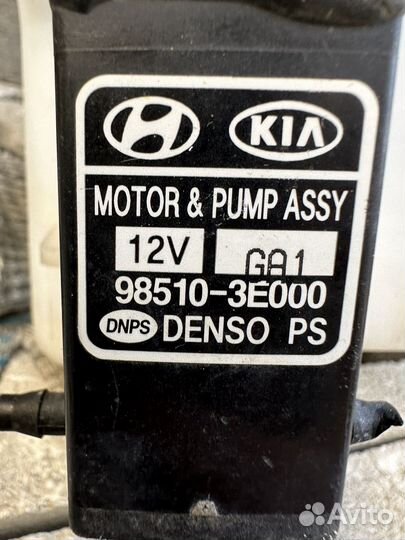 KIA
MOTOR & PUMP ASSY
12V GA1
98510-3E000
DNPS DENSO PS
Avito